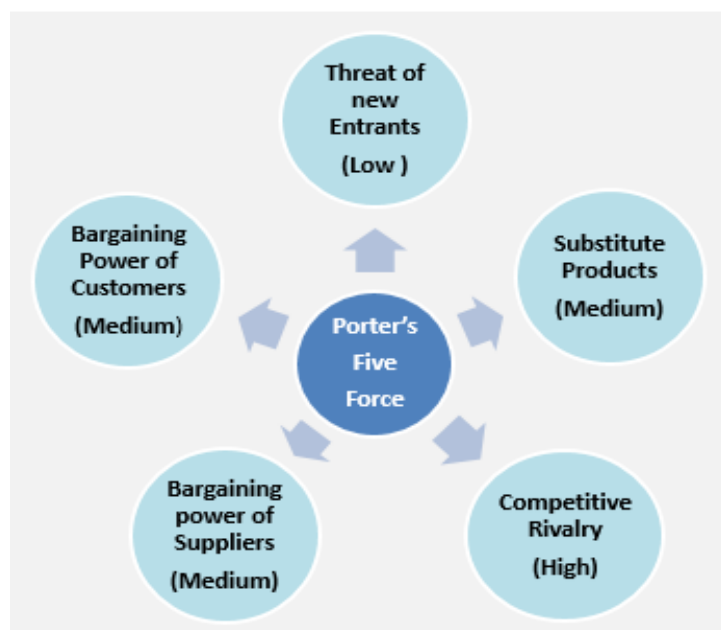 Threat of
new
Entrants
(Low )
Bargaining
Power of
Customers
(Medium)
Substitute
Products
(Medium)
Porter's
Five
Force
Bargaining
power of
Suppliers
(Medium)
Competitive
Rivalry
(High)